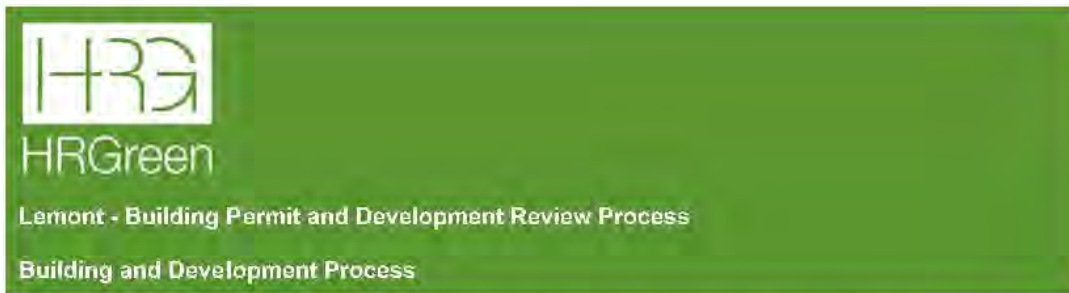 HRG
HRGreen
Lemont - Building Permit and Development Review Process
Building and Development Process